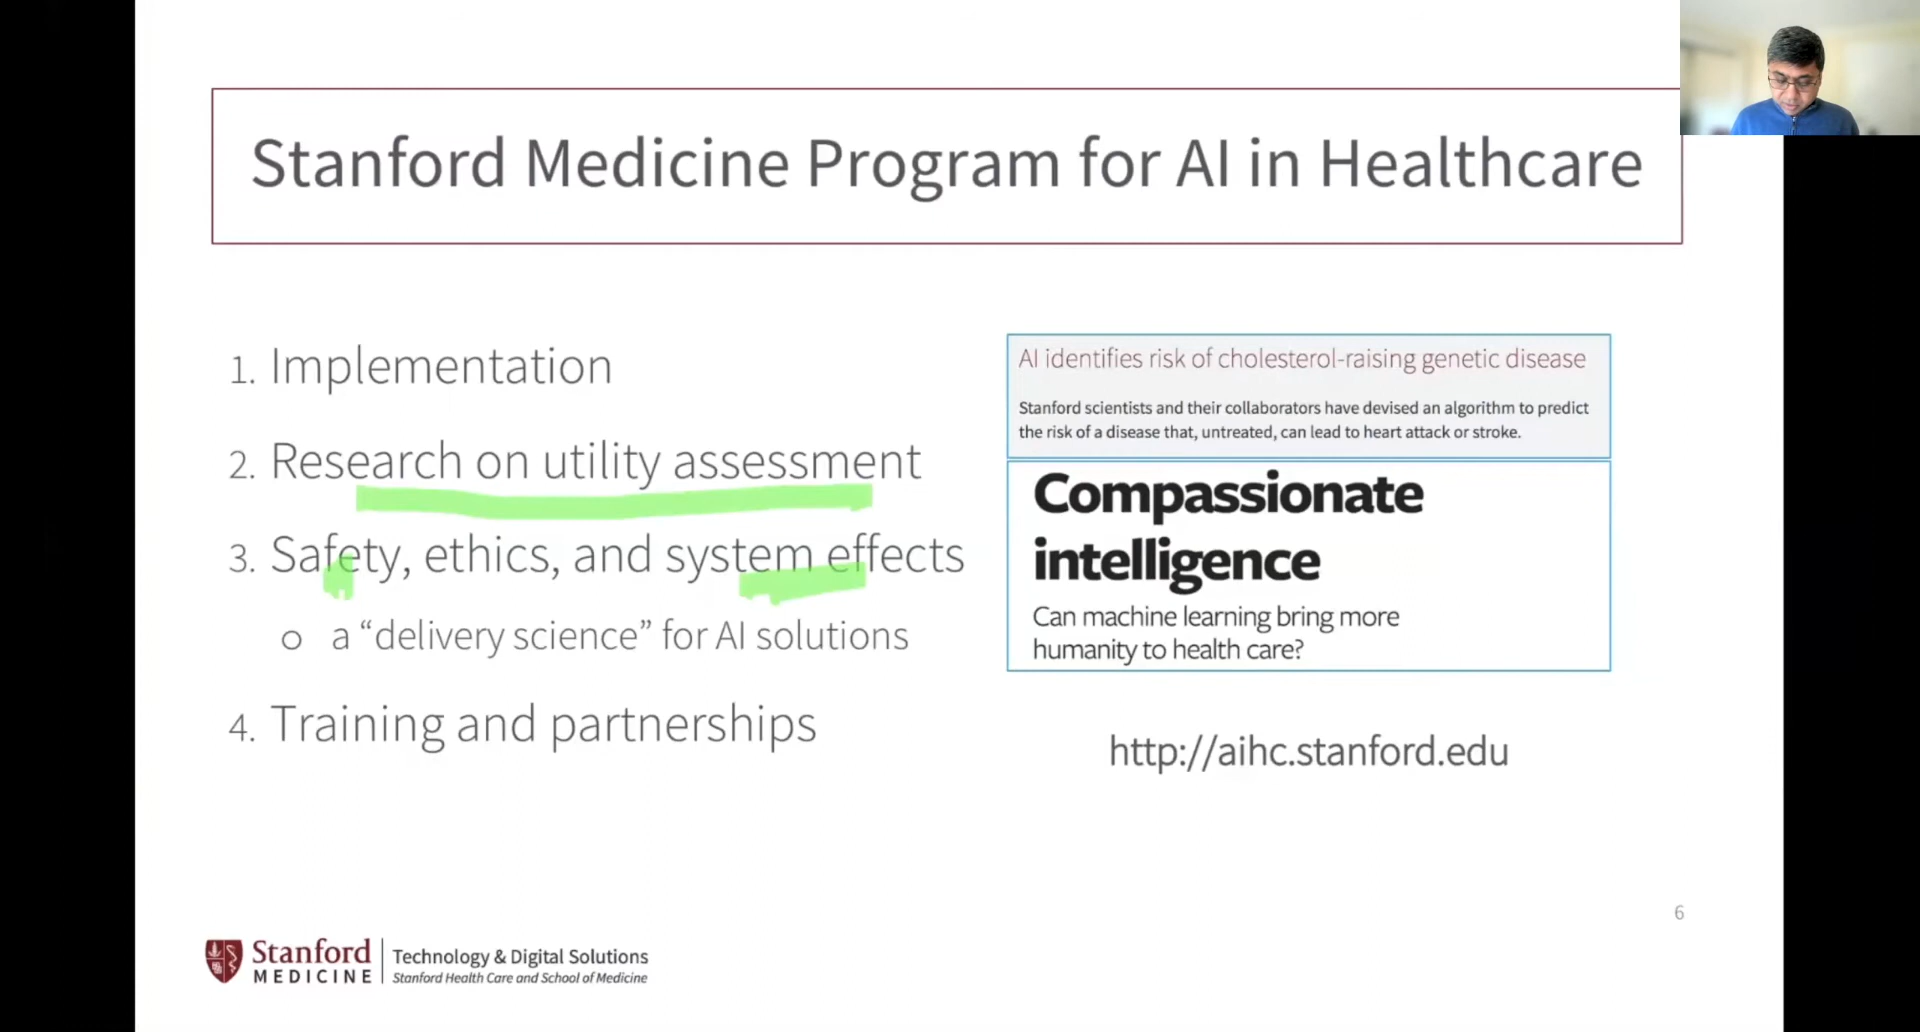 Stanford Medicine Program for AI in Healthcare
1. Implementation
2. Research on utility assessment
3. Safety, ethics, and system effects
o a “delivery science” for AI solutions
4. Training and partnerships
AI identifies risk of cholesterol-raising genetic disease
Stanford scientists and their collaborators have devised an algorithm to predict
the risk of a disease that, untreated, can lead to heart attack or stroke.
Compassionate
intelligence
Can machine learning bring more
humanity to health care?
http://aihc.stanford.edu
6
Stanford
MEDICINE
Technology & Digital Solutions
Stanford Health Care and School of Medicine